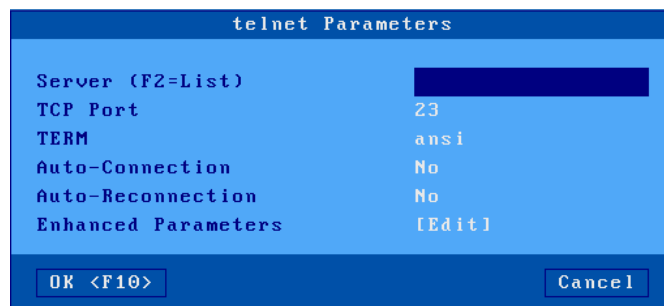 telnet Parameters
Server (F2=List)
TCP Port 23
TERM ansi
Auto-Connection No
Auto-Reconnection No
Enhanced Parameters [Edit]
OK <F10> Cancel